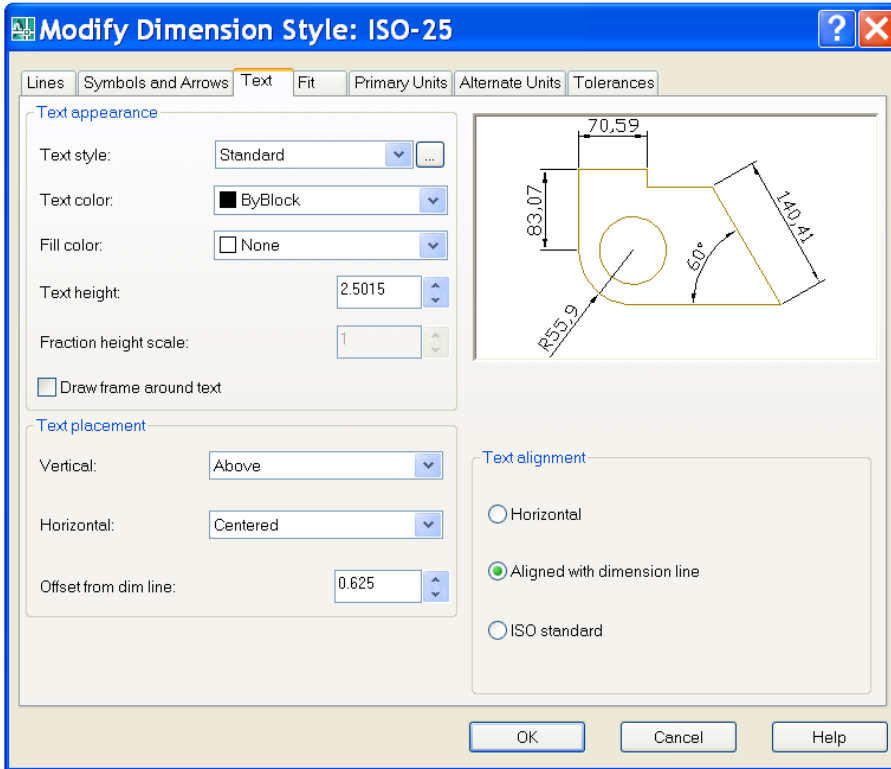 Modify Dimension Style: ISO-25
Lines Symbols and Arrows Text Fit Primary Units Alternate Units Tolerances
Text appearance
Text style: Standard ...
Text color: ByBlock
Fill color: None
Text height: 2.5015
Fraction height scale: 1
Draw frame around text
70,59
83,07
140,41
60°
R55,9
Text placement
Vertical: Above
Horizontal: Centered
Offset from dim line: 0.625
Text alignment
Horizontal
Aligned with dimension line
ISO standard
OK Cancel Help